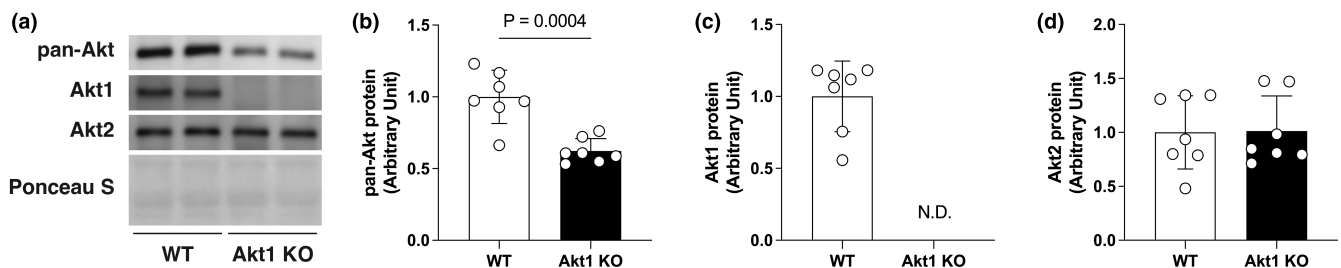 (a)
pan-Akt
Akt1
Akt2
Ponceau S
WT Akt1 KO
(b)
P = 0.0004
pan-Akt protein
(Arbitrary Unit)
1.5
1.0
0.5
0.0
WT Akt1 KO
(c)
Akt1 protein
(Arbitrary Unit)
1.5
1.0
0.5
0.0
N.D.
WT Akt1 KO
(d)
Akt2 protein
(Arbitrary Unit)
2.0
1.5
1.0
0.5
0.0
WT Akt1 KO